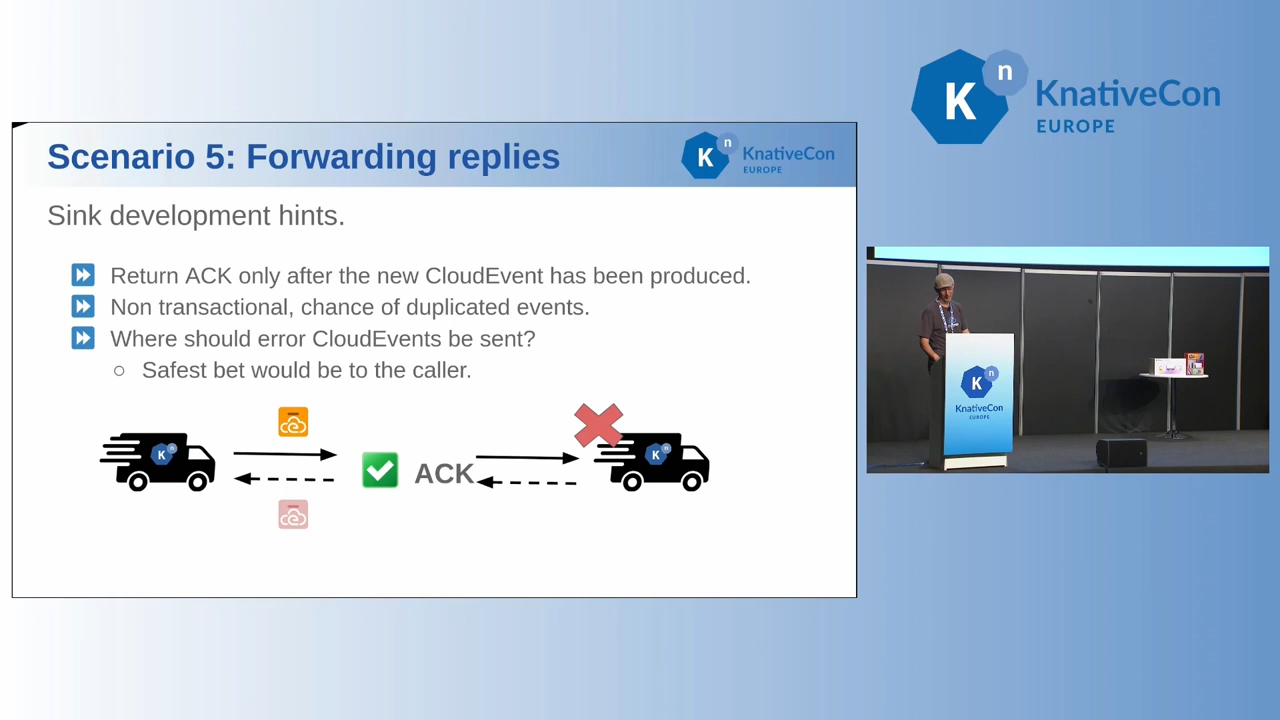 K n KnativeCon
EUROPE
Scenario 5: Forwarding replies
K n KnativeCon
EUROPE
Sink development hints.
Return ACK only after the new CloudEvent has been produced.
Non transactional, chance of duplicated events.
Where should error CloudEvents be sent?
Safest bet would be to the caller.
K n
ACK
K n
K n
KnativeCon
EUROPE